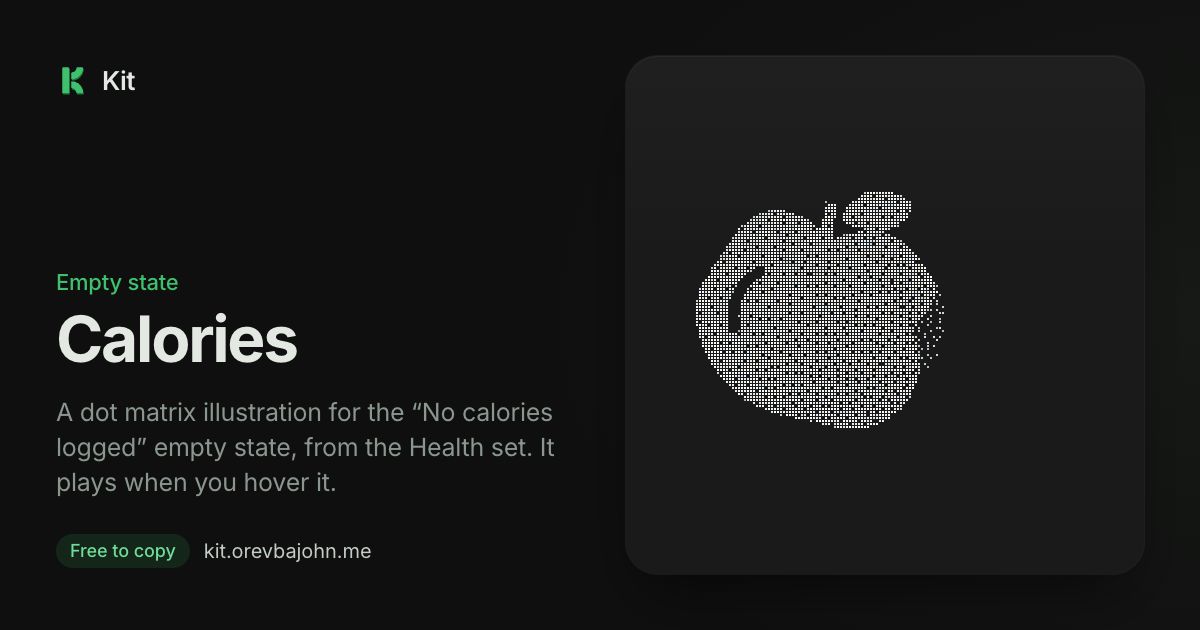 Kit
Empty state
Calories
A dot matrix illustration for the “No calories
logged” empty state, from the Health set. It
plays when you hover it.
Free to copy
kit.orevbajohn.me